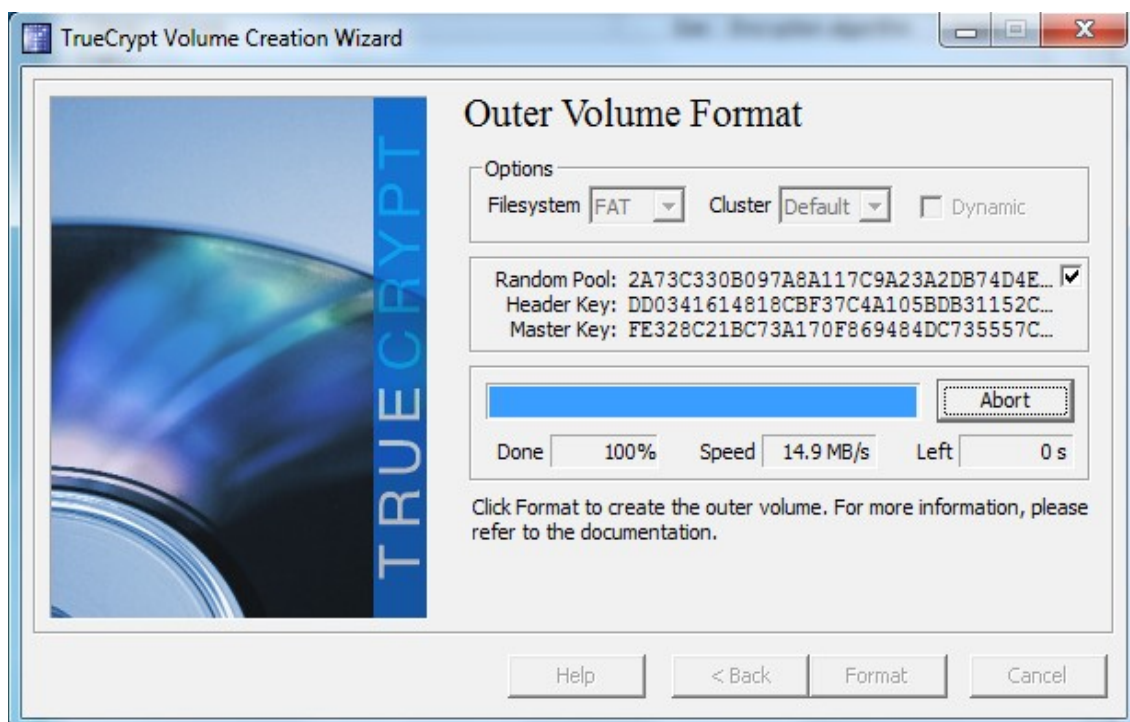 TrueCrypt Volume Creation Wizard
TRUECRYPT
Outer Volume Format
Options
Filesystem FAT Cluster Default Dynamic
Random Pool: 2A73C330B097A8A117C9A23A2DB74D4E...
Header Key: DD0341614818CBF37C4A105BDB31152C...
Master Key: FE328C21BC73A170F869484DC735557C...
Abort
Done 100% Speed 14.9 MB/s Left 0 s
Click Format to create the outer volume. For more information, please
refer to the documentation.
Help < Back Format Cancel